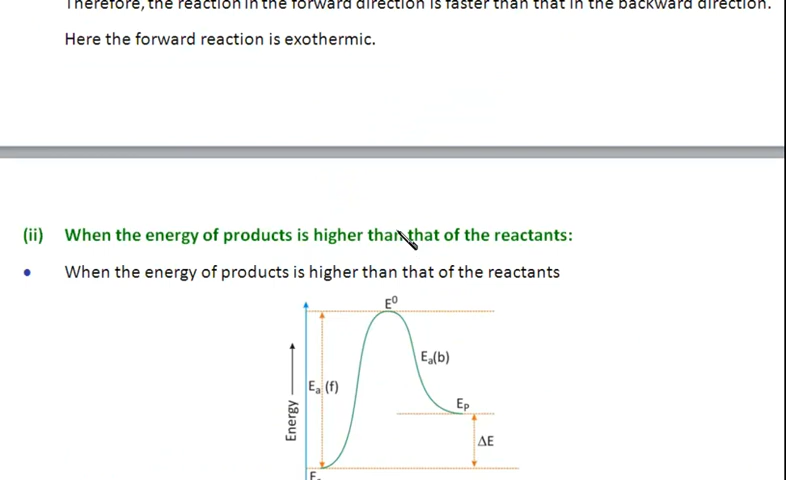 Therefore, the reaction in the forward direction is faster than that in the backward direction.
Here the forward reaction is exothermic.
(ii) When the energy of products is higher than that of the reactants:
• When the energy of products is higher than that of the reactants
E⁰
Eₐ(b)
Eₐ (f)
E_P
Energy
ΔE